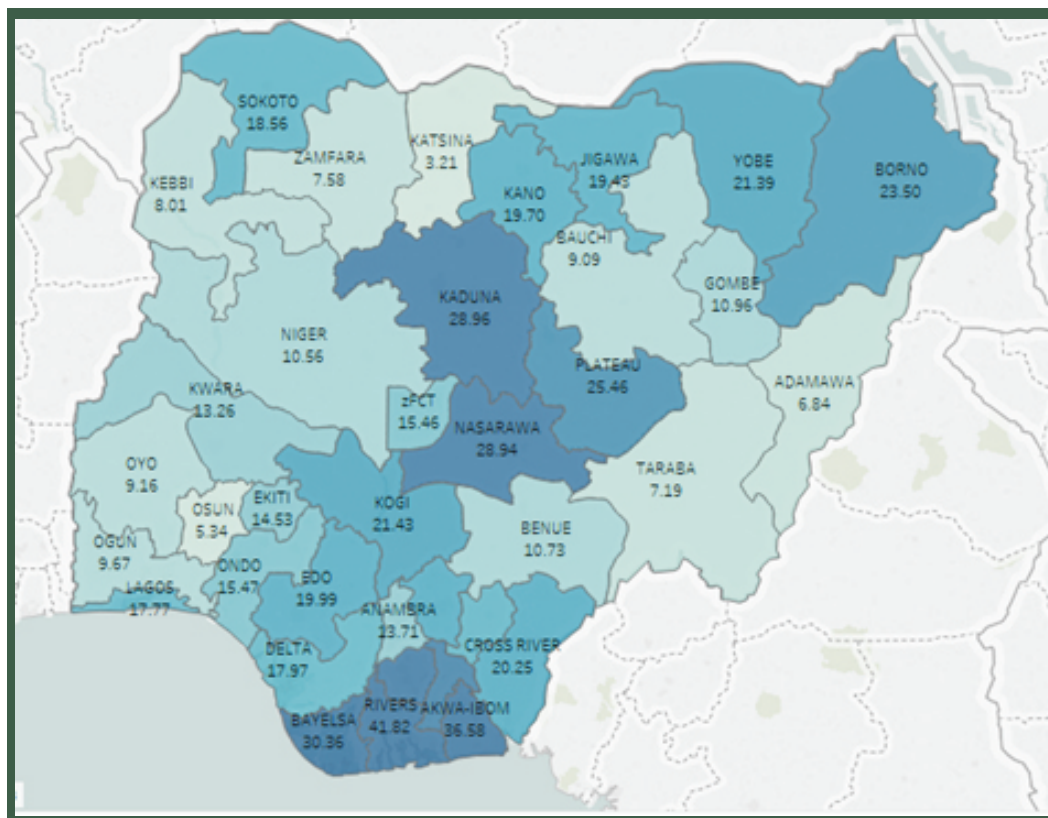 SOKOTO
18.56
ZAMFARA
7.58
KATSINA
3.21
KEBBI
8.01
KANO
19.70
JIGAWA
19.43
YOBE
21.39
BORNO
23.50
BAUCHI
9.09
GOMBE
10.96
KADUNA
28.96
NIGER
10.56
PLATEAU
25.46
ADAMAWA
6.84
KWARA
13.26
zFCT
15.46
NASARAWA
28.94
TARABA
7.19
OYO
9.16
OSUN
5.34
EKITI
14.53
KOGI
21.43
BENUE
10.73
OGUN
9.67
ONDO
15.47
EDO
19.99
LAGOS
17.77
ANAMBRA
13.71
DELTA
17.97
CROSS RIVER
20.25
BAYELSA
30.36
RIVERS
41.82
AKWA-IBOM
36.58